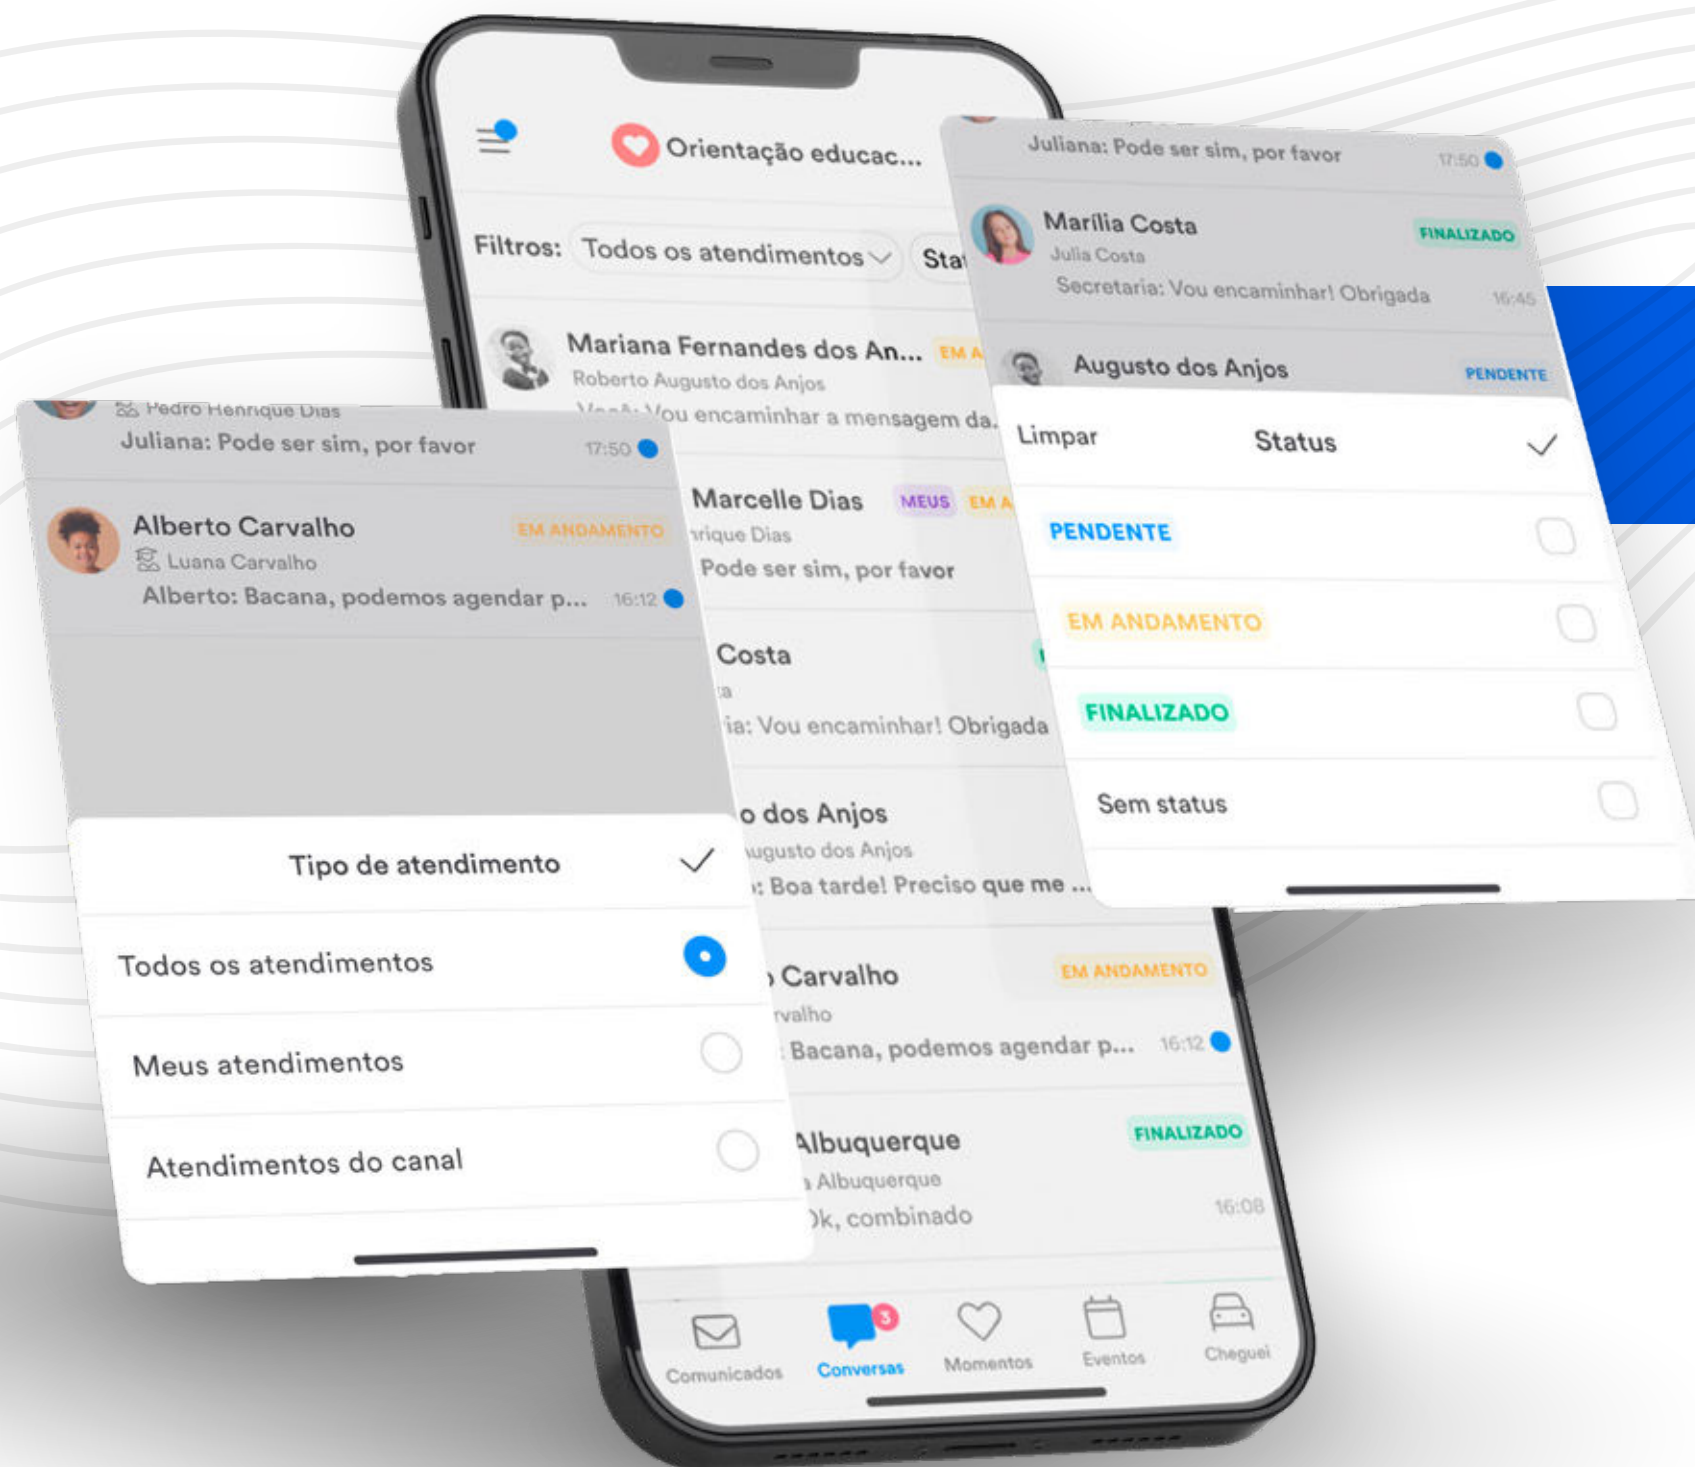 Orientação educac...
Filtros:
Todos os atendimentos
Mariana Fernandes dos An...
Roberto Augusto dos Anjos
Vou encaminhar a mensagem da.
Marcelle Dias
MEUS
Dias
Pode ser sim, por favor
Costa
Vou encaminhar! Obrigada
dos Anjos
dos Anjos
Boa tarde! Preciso que me ...
Carvalho
EM ANDAMENTO
Bacana, podemos agendar p...
16:12
Albuquerque
FINALIZADO
Albuquerque
combinado
16:08
Comunicados
Conversas
3
Momentos
Eventos
Cheguei
Pedro Henrique Dias
Juliana: Pode ser sim, por favor
17:50
Alberto Carvalho
EM ANDAMENTO
Luana Carvalho
Alberto: Bacana, podemos agendar p...
16:12
Tipo de atendimento
Todos os atendimentos
Meus atendimentos
Atendimentos do canal
Juliana: Pode ser sim, por favor
17:50
Marília Costa
FINALIZADO
Julia Costa
Secretaria: Vou encaminhar! Obrigada
16:45
Augusto dos Anjos
PENDENTE
Limpar
Status
PENDENTE
EM ANDAMENTO
FINALIZADO
Sem status